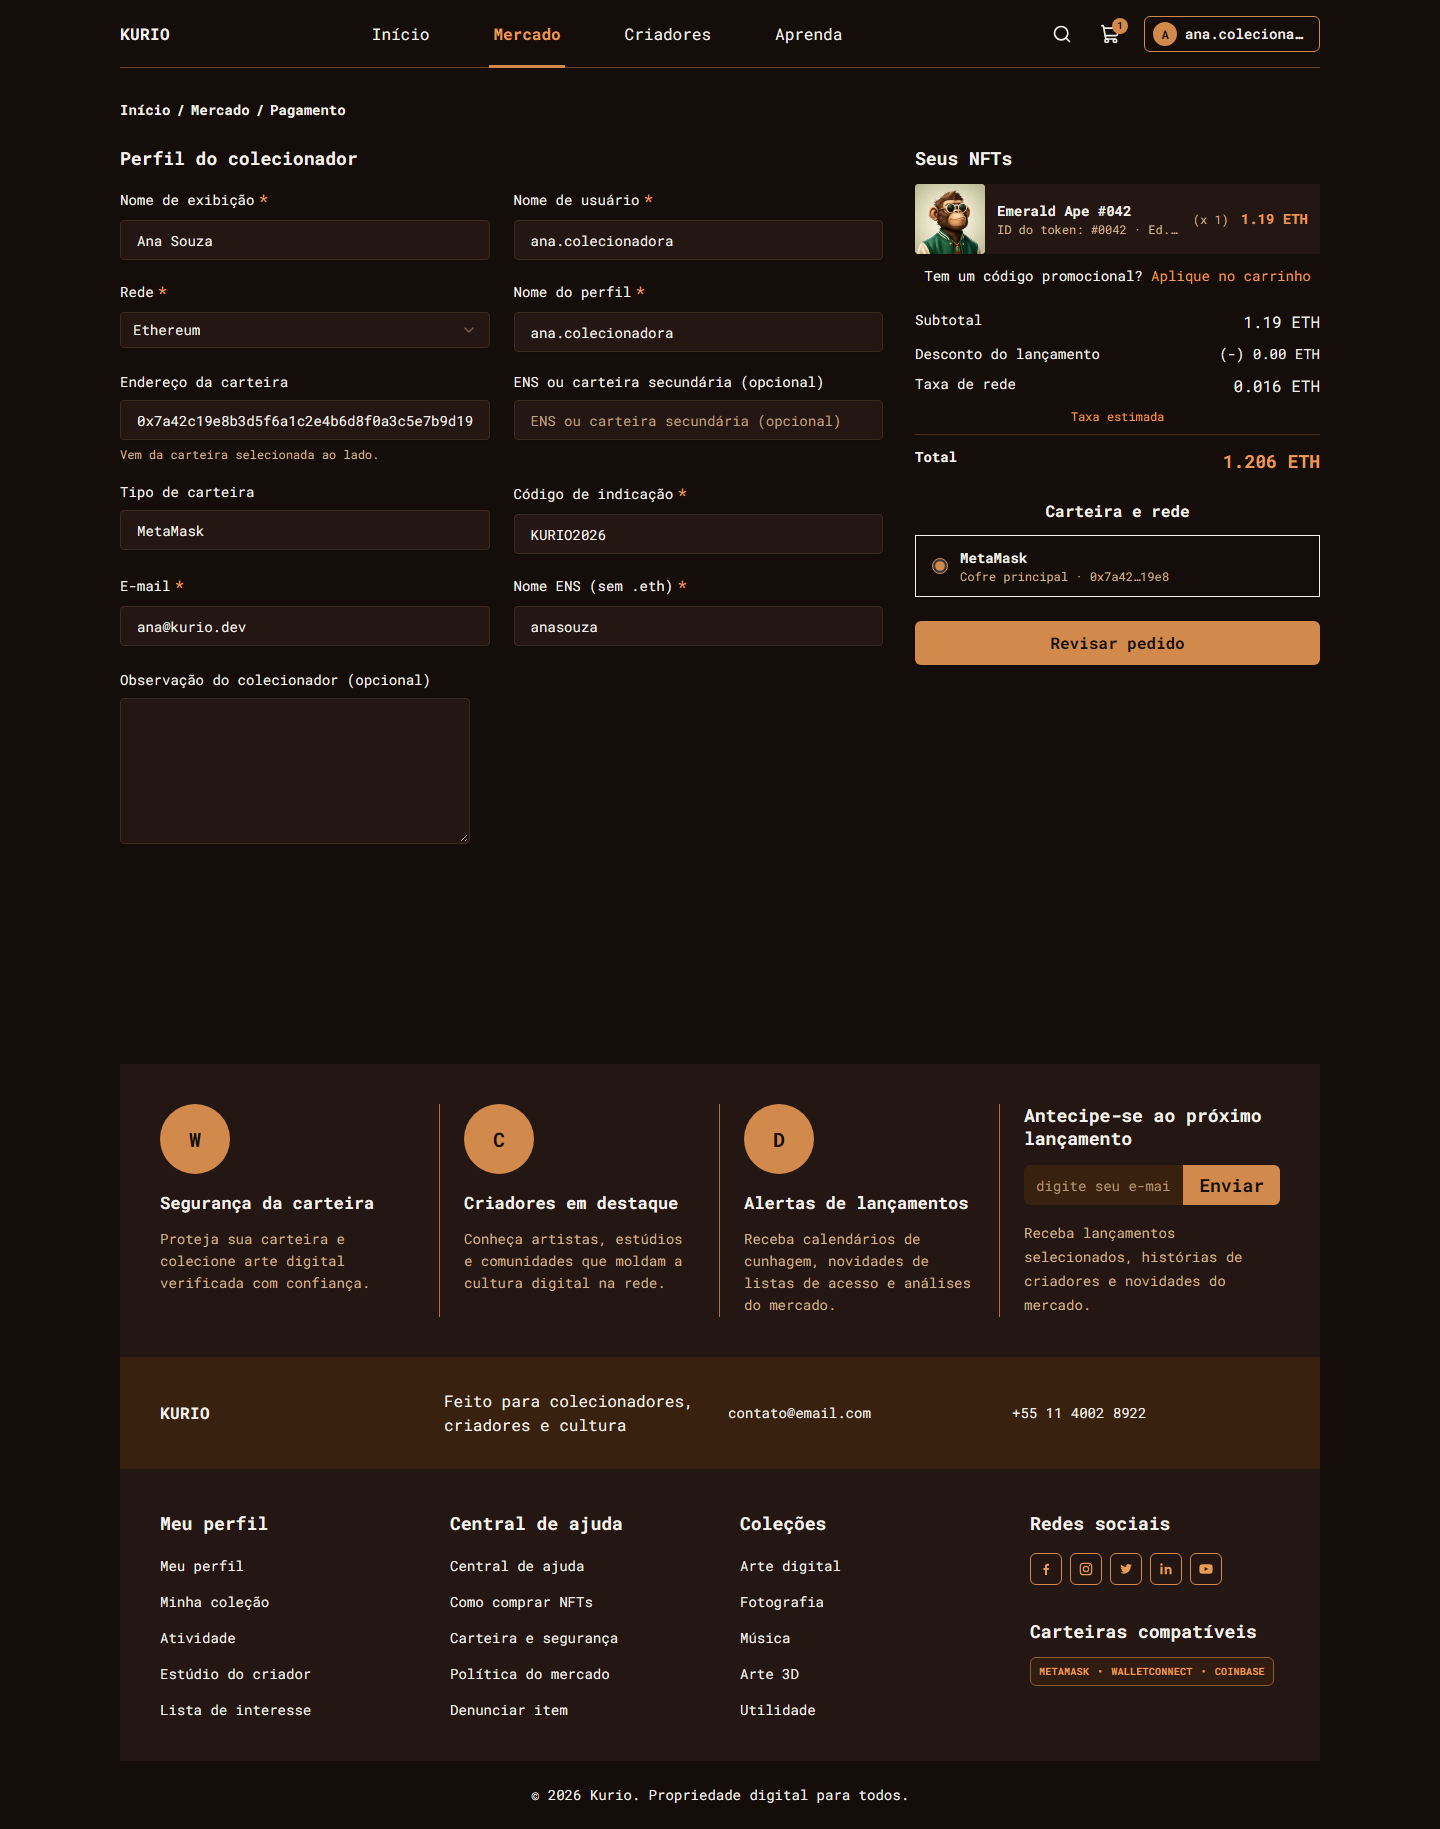 KURIO
Início
Mercado
Criadores
Aprenda
1
A
ana.coleciona…
Início / Mercado / Pagamento
Perfil do colecionador
Nome de exibição *
Ana Souza
Nome de usuário *
ana.colecionadora
Rede *
Ethereum
Nome do perfil *
ana.colecionadora
Endereço da carteira
0x7a42c19e8b3d5f6a1c2e4b6d8f0a3c5e7b9d19
Vem da carteira selecionada ao lado.
ENS ou carteira secundária (opcional)
ENS ou carteira secundária (opcional)
Tipo de carteira
MetaMask
Código de indicação *
KURIO2026
E-mail *
ana@kurio.dev
Nome ENS (sem .eth) *
anasouza
Observação do colecionador (opcional)
Seus NFTs
Emerald Ape #042
ID do token: #0042 · Ed.…
(x 1)
1.19 ETH
Tem um código promocional? Aplique no carrinho
Subtotal
1.19 ETH
Desconto do lançamento
(-) 0.00 ETH
Taxa de rede
0.016 ETH
Taxa estimada
Total
1.206 ETH
Carteira e rede
MetaMask
Cofre principal · 0x7a42…19e8
Revisar pedido
W
Segurança da carteira
Proteja sua carteira e
colecione arte digital
verificada com confiança.
C
Criadores em destaque
Conheça artistas, estúdios
e comunidades que moldam a
cultura digital na rede.
D
Alertas de lançamentos
Receba calendários de
cunhagem, novidades de
listas de acesso e análises
do mercado.
Antecipe-se ao próximo
lançamento
digite seu e-mai
Enviar
Receba lançamentos
selecionados, histórias de
criadores e novidades do
mercado.
KURIO
Feito para colecionadores,
criadores e cultura
contato@email.com
+55 11 4002 8922
Meu perfil
Meu perfil
Minha coleção
Atividade
Estúdio do criador
Lista de interesse
Central de ajuda
Central de ajuda
Como comprar NFTs
Carteira e segurança
Política do mercado
Denunciar item
Coleções
Arte digital
Fotografia
Música
Arte 3D
Utilidade
Redes sociais
Carteiras compatíveis
METAMASK • WALLETCONNECT • COINBASE
© 2026 Kurio. Propriedade digital para todos.